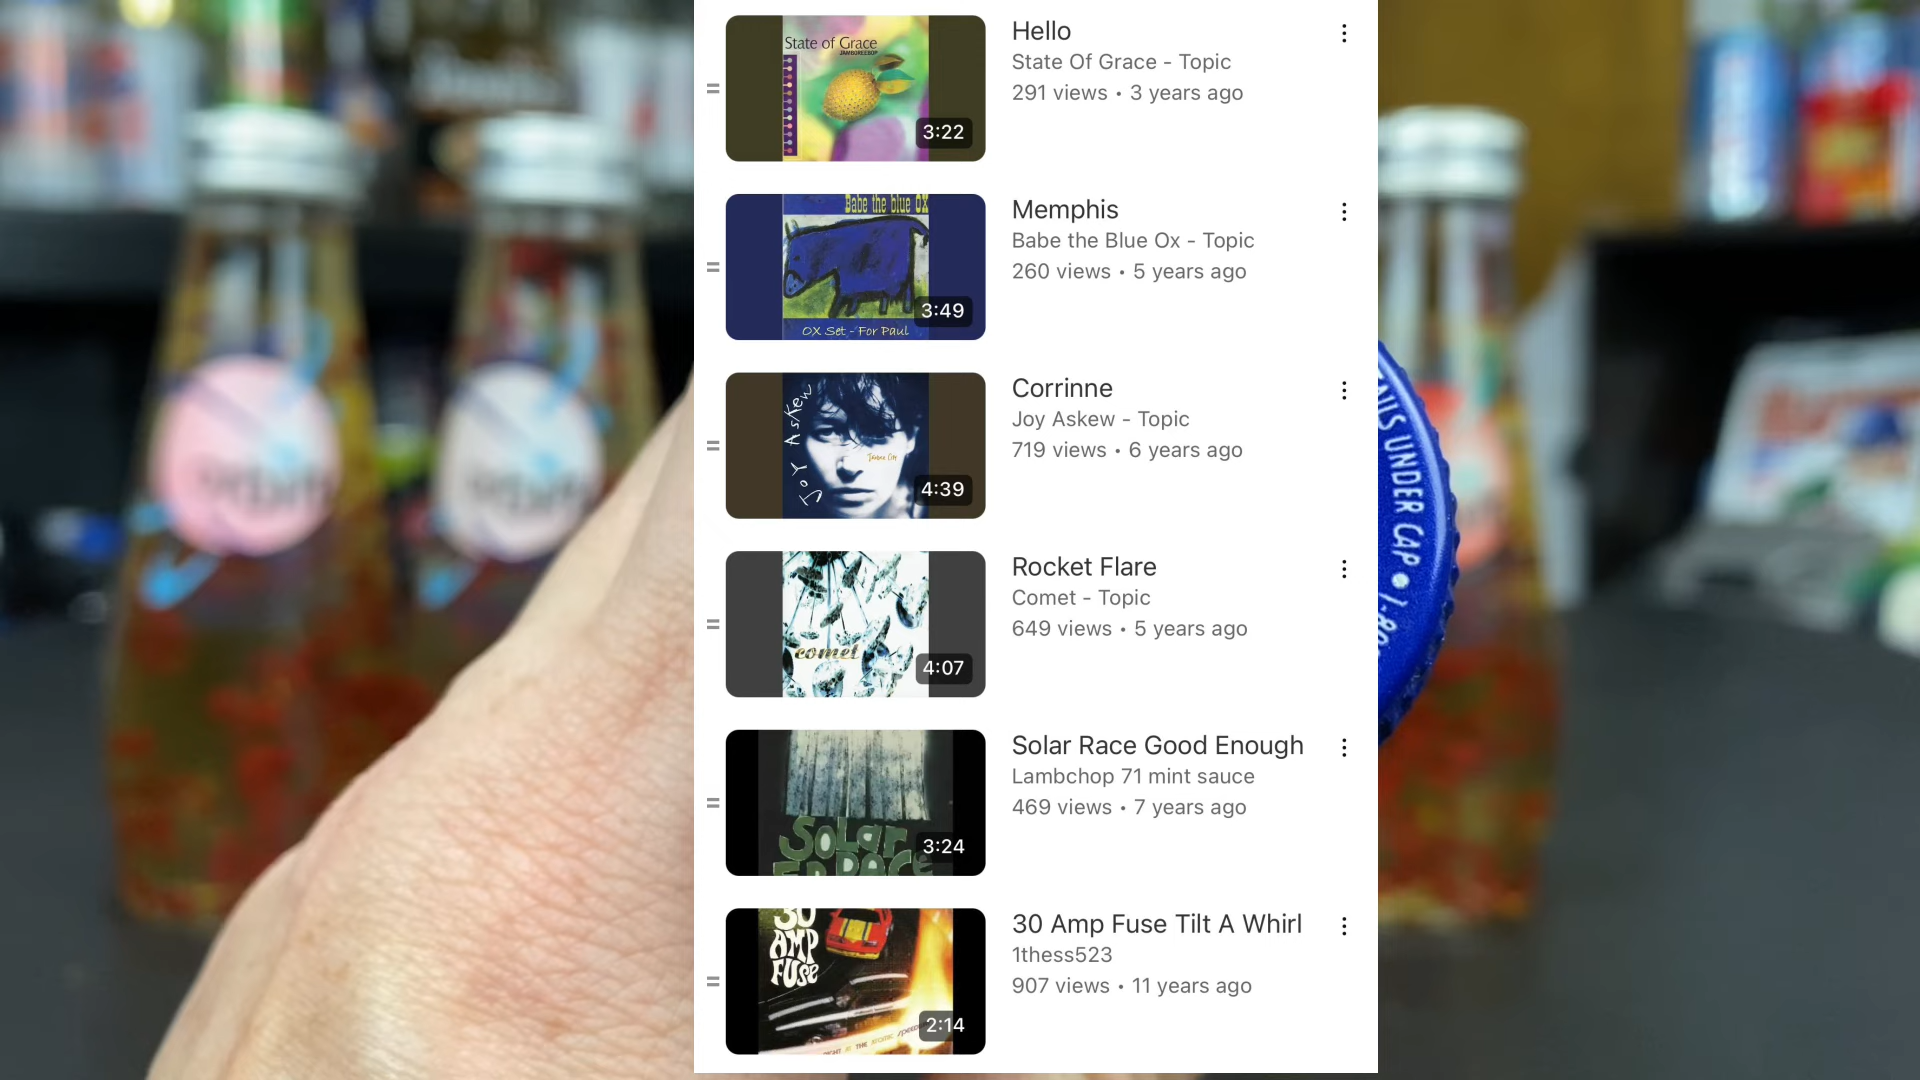 State of Grace
JAMBOREEBOP
3:22
Hello
State Of Grace - Topic
291 views • 3 years ago
Babe the blue OX
OX Set - For Paul
3:49
Memphis
Babe the Blue Ox - Topic
260 views • 5 years ago
JOY ASKEW
4:39
Corrinne
Joy Askew - Topic
719 views • 6 years ago
comet
4:07
Rocket Flare
Comet - Topic
649 views • 5 years ago
SoLar
RaCe
3:24
Solar Race Good Enough
Lambchop 71 mint sauce
469 views • 7 years ago
30
AMP
FUSE
2:14
30 Amp Fuse Tilt A Whirl
1thess523
907 views • 11 years ago
UNDER CAP •